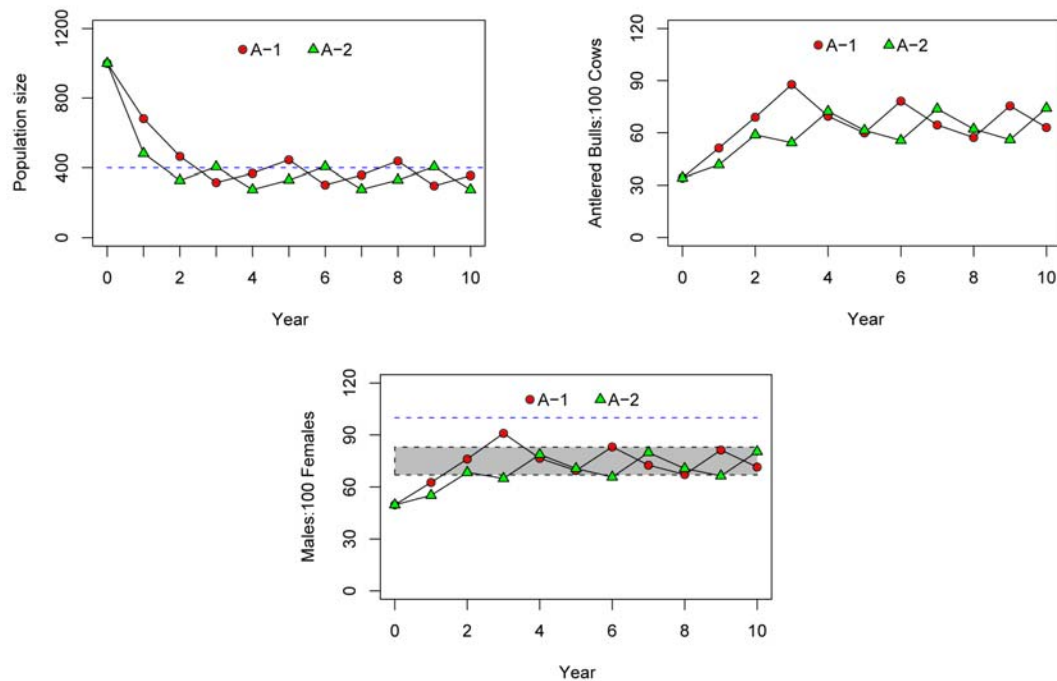 Population size
1200
800
400
0
A−1 A−2
0 2 4 6 8 10
Year
Antlered Bulls:100 Cows
120
90
60
30
0
A−1 A−2
0 2 4 6 8 10
Year
Males:100 Females
120
90
60
30
0
A−1 A−2
0 2 4 6 8 10
Year